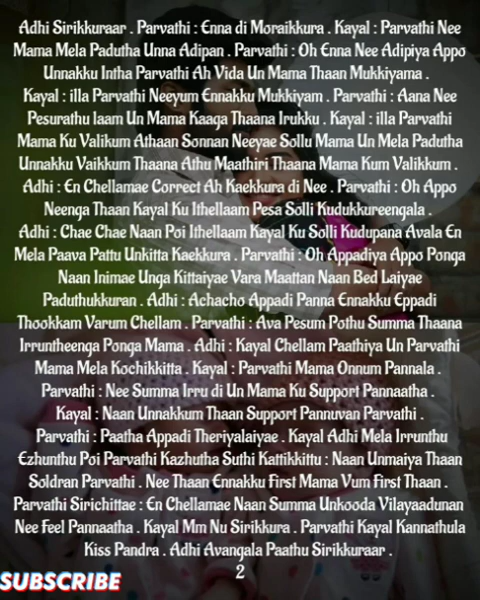 Adhi Sirikkuraar . Parvathi : Enna di Moraikkura . Kayal : Parvathi Nee
Mama Mela Padutha Unna Adipan . Parvathi : Oh Enna Nee Adipiya Appo
Unnakku Intha Parvathi Ah Vida Un Mama Thaan Mukkiyama .
Kayal : illa Parvathi Neeyum Ennakku Mukkiyam . Parvathi : Aana Nee
Pesurathu laam Un Mama Kaaga Thaana Irukku . Kayal : illa Parvathi
Mama Ku Valikum Athaan Sonnan Neeyae Sollu Mama Un Mela Padutha
Unnakku Vaikkum Thaana Athu Maathiri Thaana Mama Kum Valikkum .
Adhi : En Chellamae Correct Ah Kaekkura di Nee . Parvathi : Oh Appo
Neenga Thaan Kayal Ku Ithellaam Pesa Solli Kudukkureengala .
Adhi : Chae Chae Naan Poi Ithellaam Kayal Ku Solli Kudupana Avala En
Mela Paava Pattu Unkitta Kaekkura . Parvathi : Oh Appadiya Appo Ponga
Naan Inimae Unga Kittaiyae Vara Maattan Naan Bed Laiyae
Paduthukkuran . Adhi : Achacho Appadi Panna Ennakku Eppadi
Thookkam Varum Chellam . Parvathi : Ava Pesum Pothu Summa Thaana
Irruntheenga Ponga Mama . Adhi : Kayal Chellam Paathiya Un Parvathi
Mama Mela Kochikkitta . Kayal : Parvathi Mama Onnum Pannala .
Parvathi : Nee Summa Irru di Un Mama Ku Support Pannaatha .
Kayal : Naan Unnakkum Thaan Support Pannuvan Parvathi .
Parvathi : Paatha Appadi Theriyalaiyae . Kayal Adhi Mela Irrunthu
Ezhunthu Poi Parvathi Kazhutha Suthi Kattikkittu : Naan Unmaiya Thaan
Soldran Parvathi . Nee Thaan Ennakku First Mama Vum First Thaan .
Parvathi Sirichittae : En Chellamae Naan Summa Unkooda Vilayaadunan
Nee Feel Pannaatha . Kayal Mm Nu Sirikkura . Parvathi Kayal Kannathula
Kiss Pandra . Adhi Avangala Paathu Sirikkuraar .
2
SUBSCRIBE